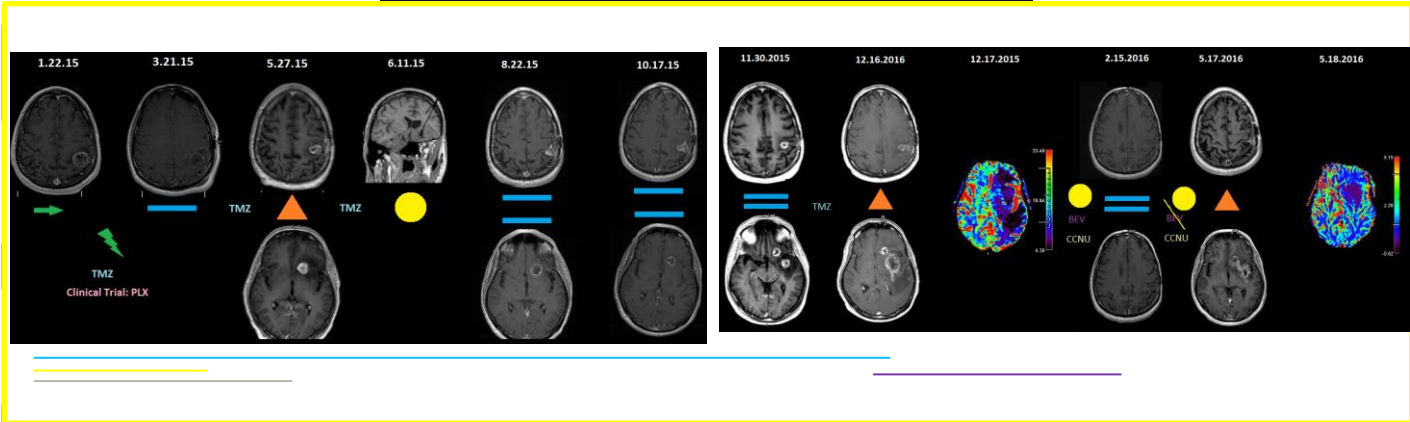 1.22.15
3.21.15
5.27.15
6.11.15
8.22.15
10.17.15
11.30.2015
12.16.2016
12.17.2015
2.15.2016
5.17.2016
5.18.2016
TMZ
TMZ
TMZ
Clinical Trial: PLX
TMZ
BEV
CCNU
BEV
CCNU